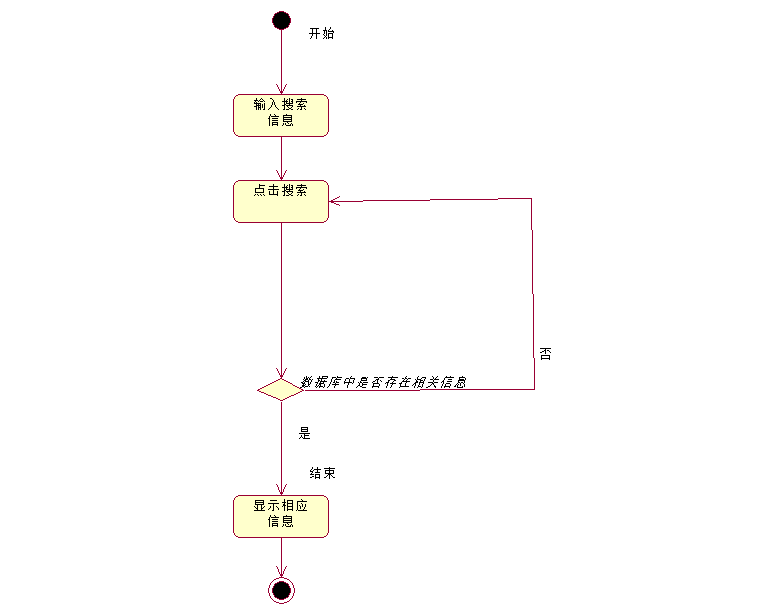 开始
输入搜索
信息
点击搜索
否
数据库中是否存在相关信息
是
结束
显示相应
信息